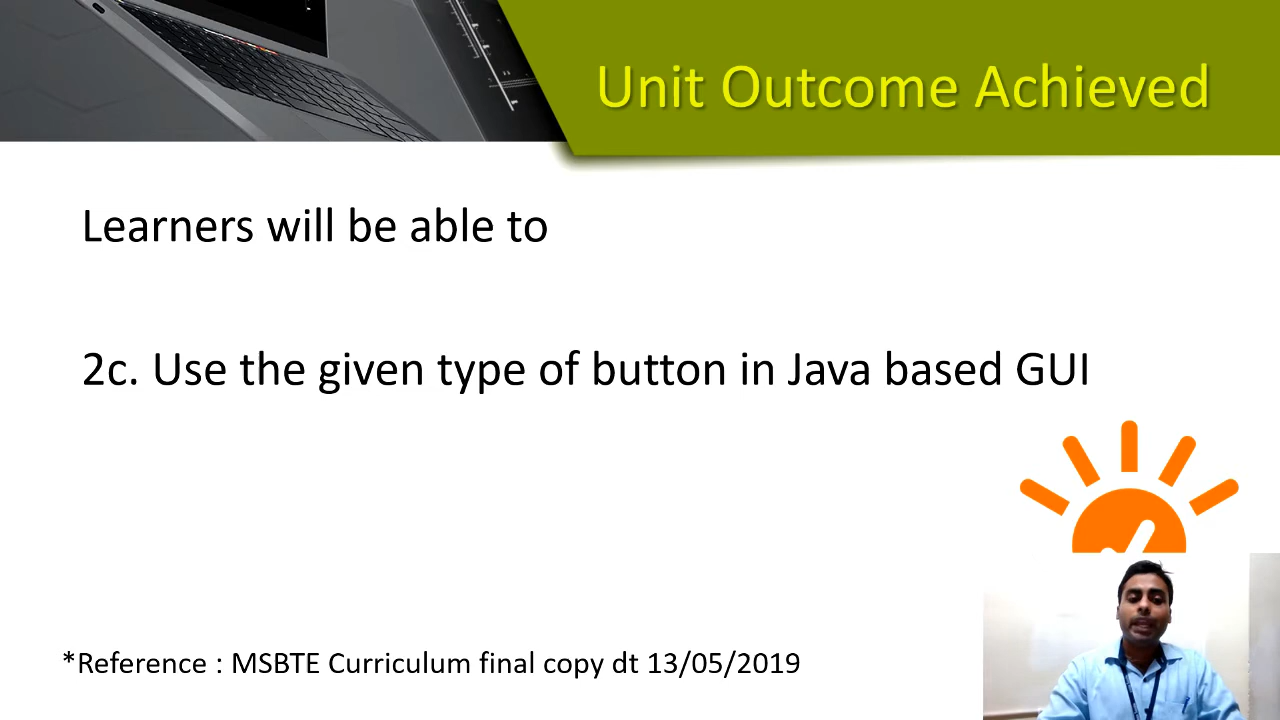 Unit Outcome Achieved
Learners will be able to
2c. Use the given type of button in Java based GUI
*Reference : MSBTE Curriculum final copy dt 13/05/2019